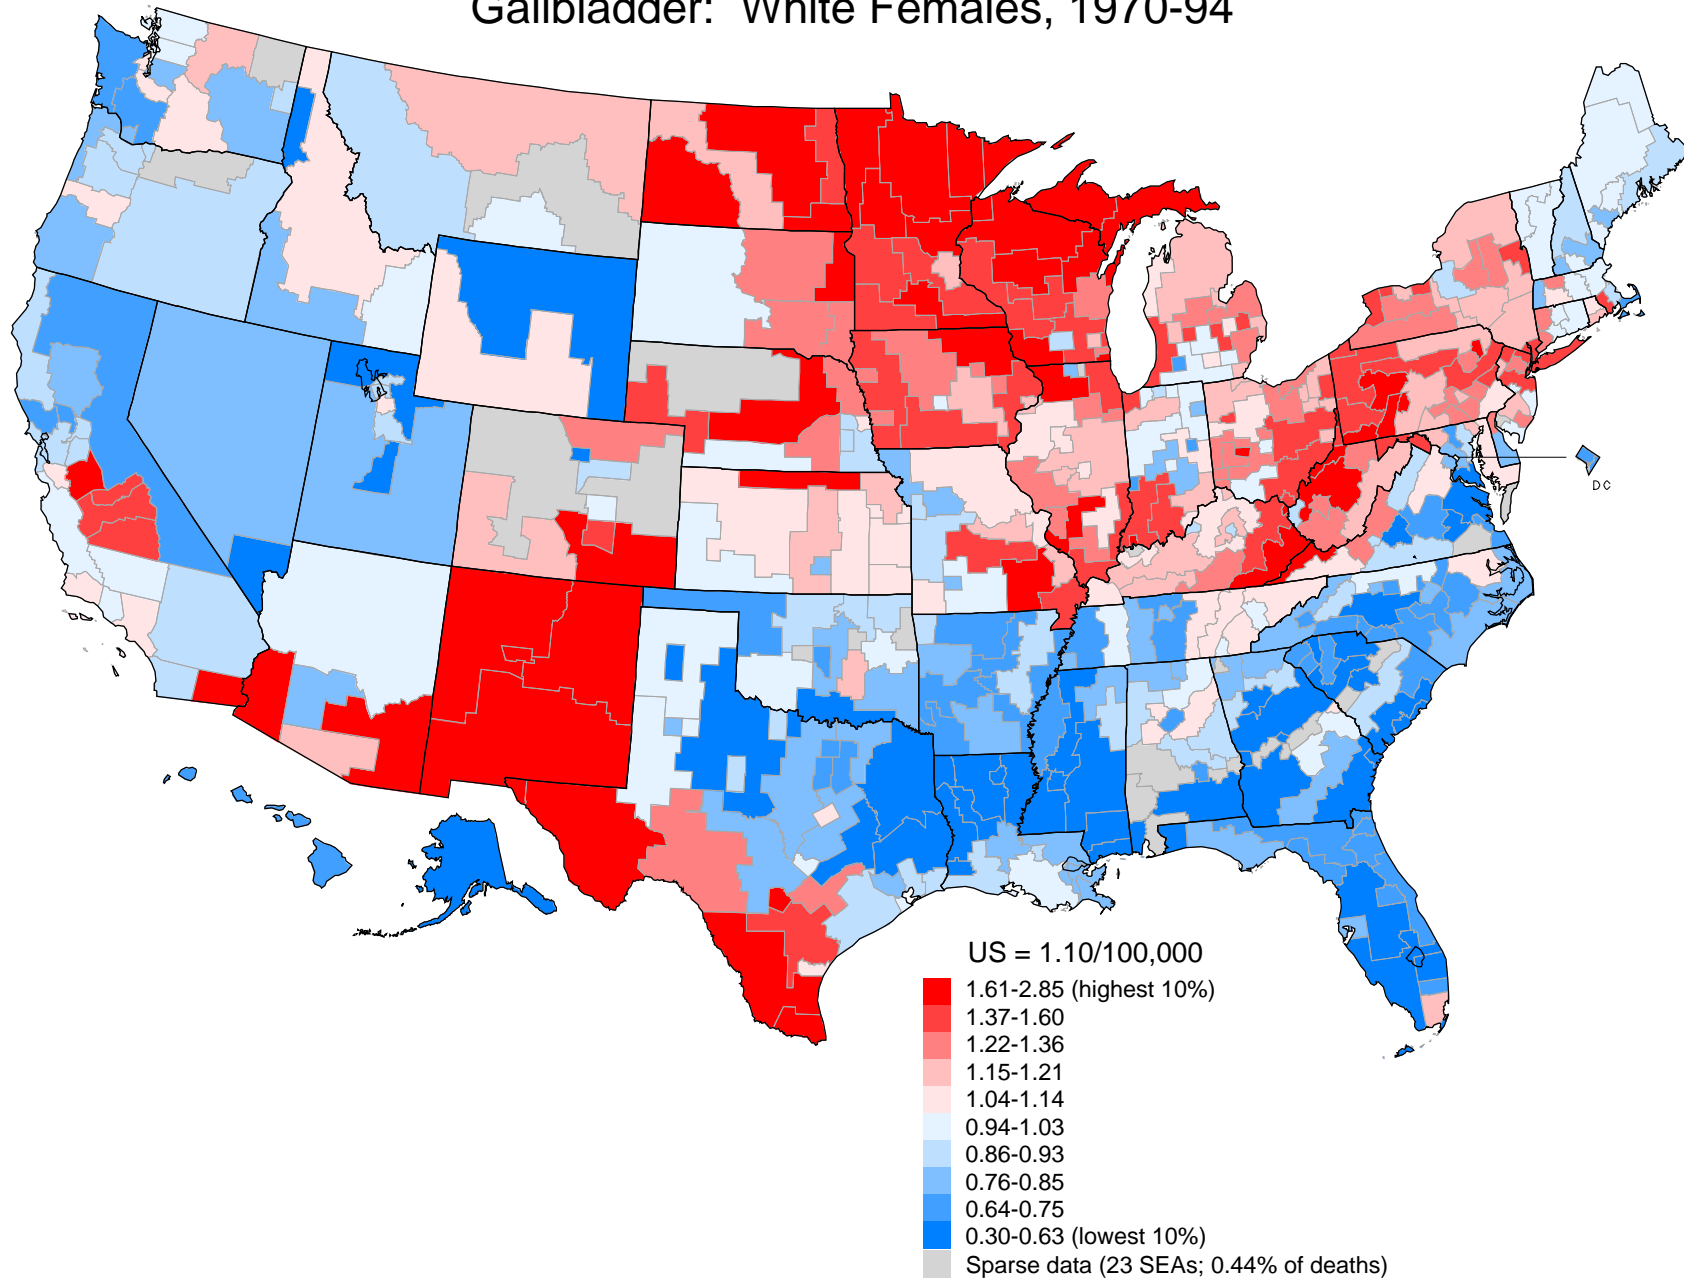 Gallbladder: White Females, 1970-94
DC
US = 1.10/100,000
1.61-2.85 (highest 10%)
1.37-1.60
1.22-1.36
1.15-1.21
1.04-1.14
0.94-1.03
0.86-0.93
0.76-0.85
0.64-0.75
0.30-0.63 (lowest 10%)
Sparse data (23 SEAs; 0.44% of deaths)